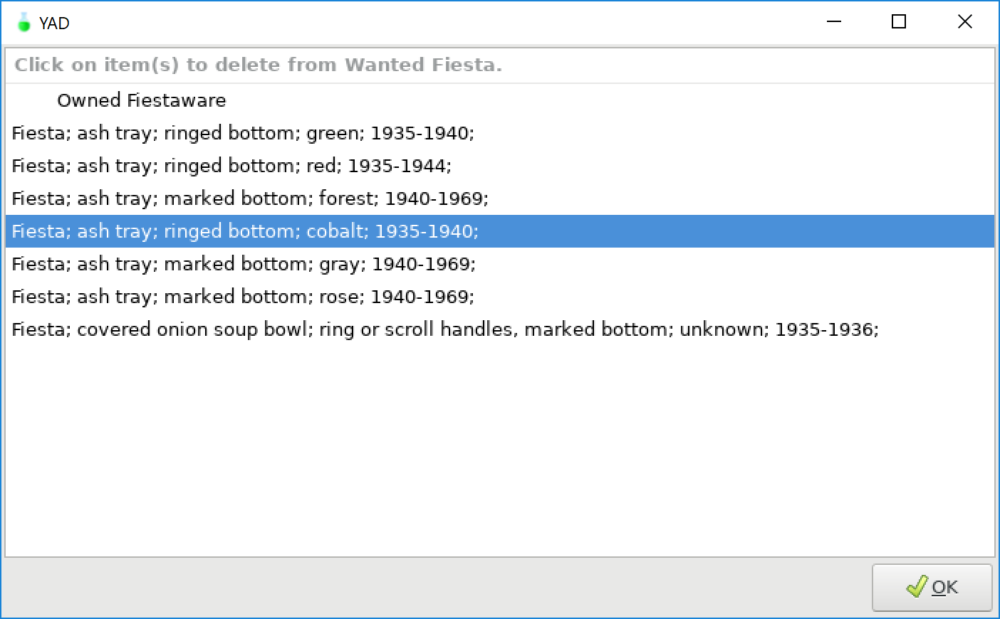 YAD
Click on item(s) to delete from Wanted Fiesta.
Owned Fiestaware
Fiesta; ash tray; ringed bottom; green; 1935-1940;
Fiesta; ash tray; ringed bottom; red; 1935-1944;
Fiesta; ash tray; marked bottom; forest; 1940-1969;
Fiesta; ash tray; ringed bottom; cobalt; 1935-1940;
Fiesta; ash tray; marked bottom; gray; 1940-1969;
Fiesta; ash tray; marked bottom; rose; 1940-1969;
Fiesta; covered onion soup bowl; ring or scroll handles, marked bottom; unknown; 1935-1936;
OK